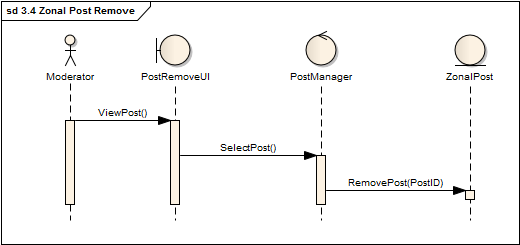 sd 3.4 Zonal Post Remove
Moderator
PostRemoveUI
PostManager
ZonalPost
ViewPost()
SelectPost()
RemovePost(PostID)